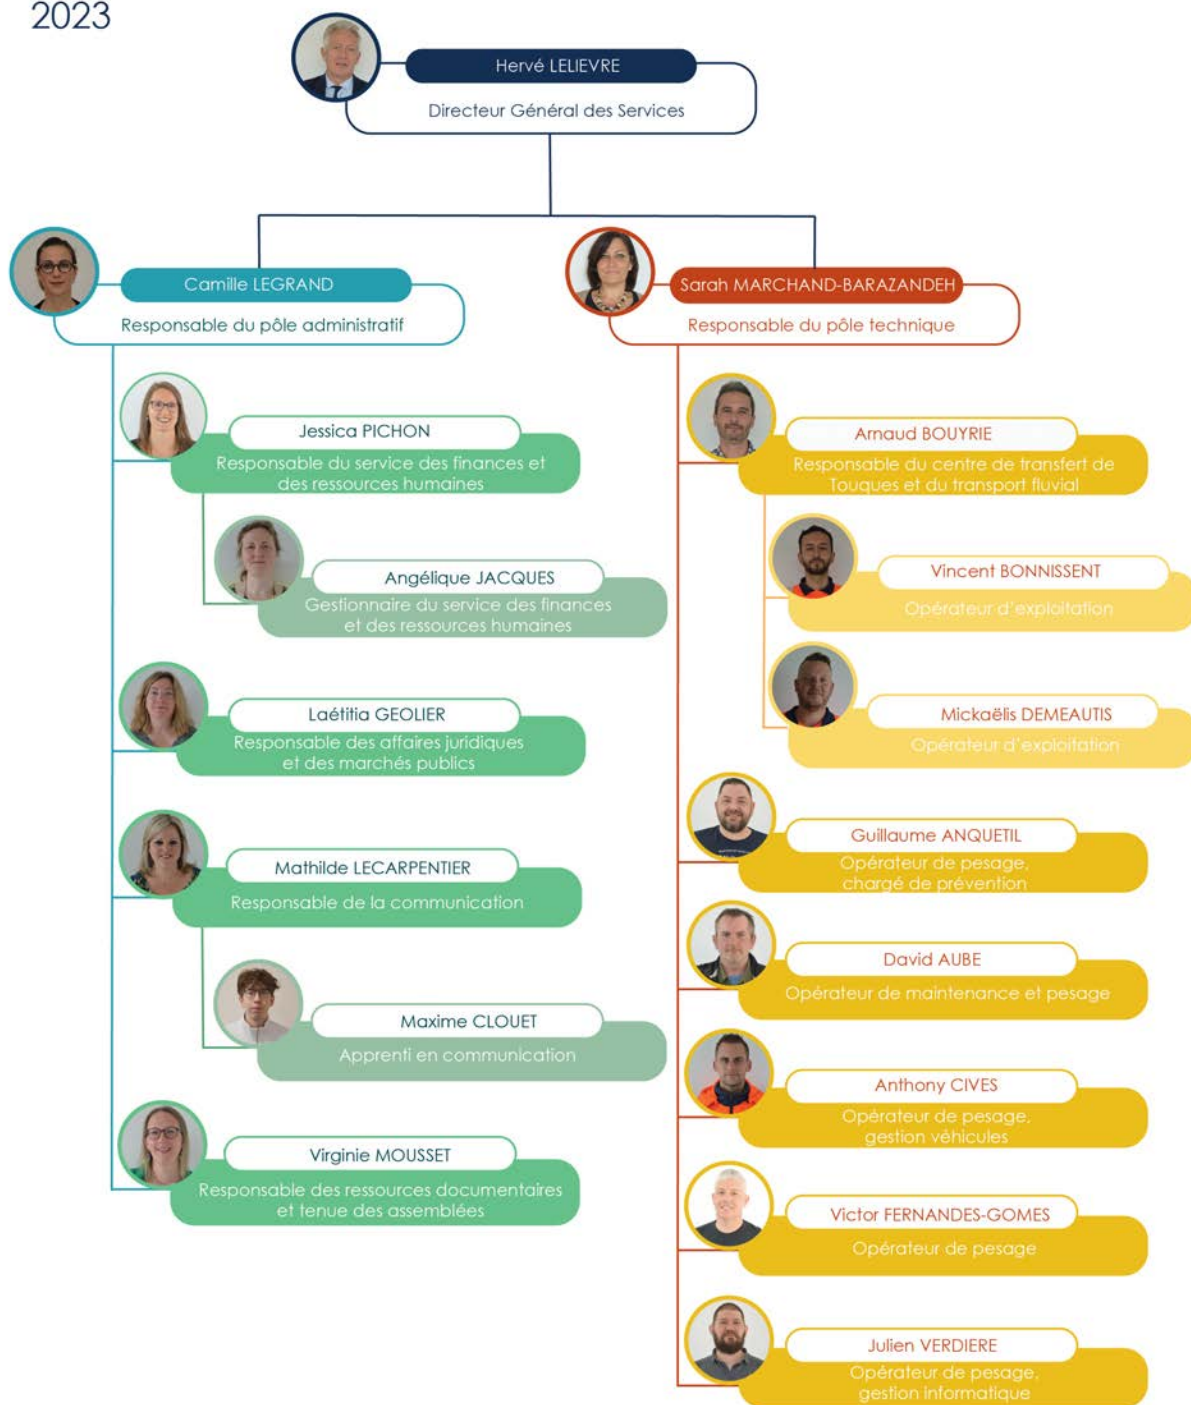 2023
Hervé LELIEVRE
Directeur Général des Services
Camille LEGRAND
Responsable du pôle administratif
Jessica PICHON
Responsable du service des finances et
des ressources humaines
Angélique JACQUES
Gestionnaire du service des finances
et des ressources humaines
Laétitia GEOLIER
Responsable des affaires juridiques
et des marchés publics
Mathilde LECARPENTIER
Responsable de la communication
Maxime CLOUET
Apprenti en communication
Virginie MOUSSET
Responsable des ressources documentaires
et tenue des assemblées
Sarah MARCHAND-BARAZANDEH
Responsable du pôle technique
Arnaud BOUYRIE
Responsable du centre de transfert de
Touques et du transport fluvial
Vincent BONNISSENT
Opérateur d'exploitation
Mickaëlis DEMEAUTIS
Opérateur d'exploitation
Guillaume ANQUETIL
Opérateur de pesage,
chargé de prévention
David AUBE
Opérateur de maintenance et pesage
Anthony CIVES
Opérateur de pesage,
gestion véhicules
Victor FERNANDES-GOMES
Opérateur de pesage
Julien VERDIERE
Opérateur de pesage,
gestion informatique